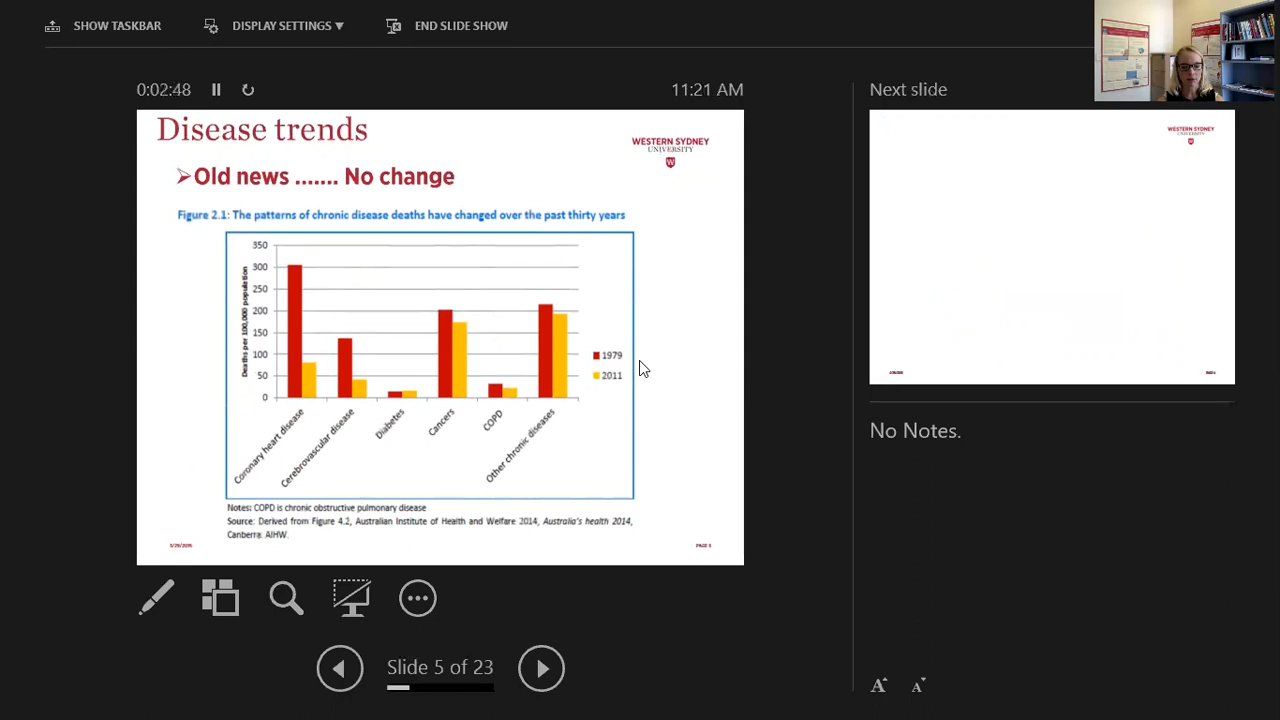 SHOW TASKBAR
DISPLAY SETTINGS ▼
END SLIDE SHOW
0:02:48
11:21 AM
Next slide
Disease trends
WESTERN SYDNEY
UNIVERSITY
W
➢Old news ....... No change
Figure 2.1: The patterns of chronic disease deaths have changed over the past thirty years
Deaths per 100,000 population
350
300
250
200
150
100
50
0
1979
2011
Coronary heart disease
Cerebrovascular disease
Diabetes
Cancers
COPD
Other chronic diseases
Notes: COPD is chronic obstructive pulmonary disease
Source: Derived from Figure 4.2, Australian Institute of Health and Welfare 2014, Australia's health 2014,
Canberra: AIHW.
PAGE 5
WESTERN SYDNEY
UNIVERSITY
No Notes.
Slide 5 of 23
A
A